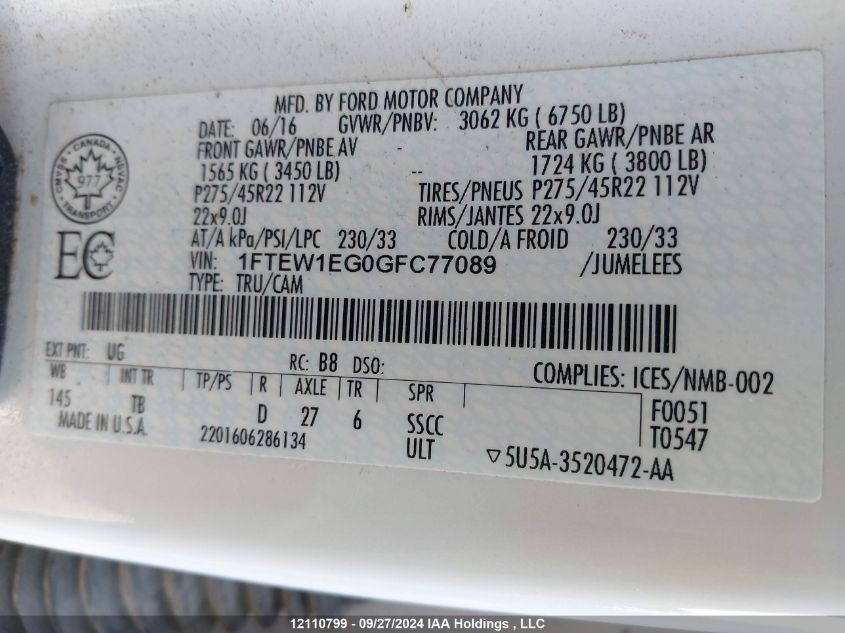 MFD. BY FORD MOTOR COMPANY
DATE: 06/16 GVWR/PNBV: 3062 KG ( 6750 LB)
FRONT GAWR/PNBE AV - REAR GAWR/PNBE AR
1565 KG ( 3450 LB) -- 1724 KG ( 3800 LB)
P275/45R22 112V TIRES/PNEUS P275/45R22 112V
22x9.0J RIMS/JANTES 22x9.0J
AT/A kPa/PSI/LPC 230/33 COLD/A FROID 230/33
VIN: 1FTEW1EG0GFC77089 /JUMELEES
TYPE: TRU/CAM
CANADA
CMVSS NSVAC
977
TRANSPORT
EC
EXT PNT: UG RC: B8 DSO: COMPLIES: ICES/NMB-002
WB INT TR TP/PS R AXLE TR SPR F0051
145 TB D 27 6 SSCC T0547
MADE IN U.S.A. 2201606286134 ULT ▽5U5A-3520472-AA
12110799 - 09/27/2024 IAA Holdings , LLC